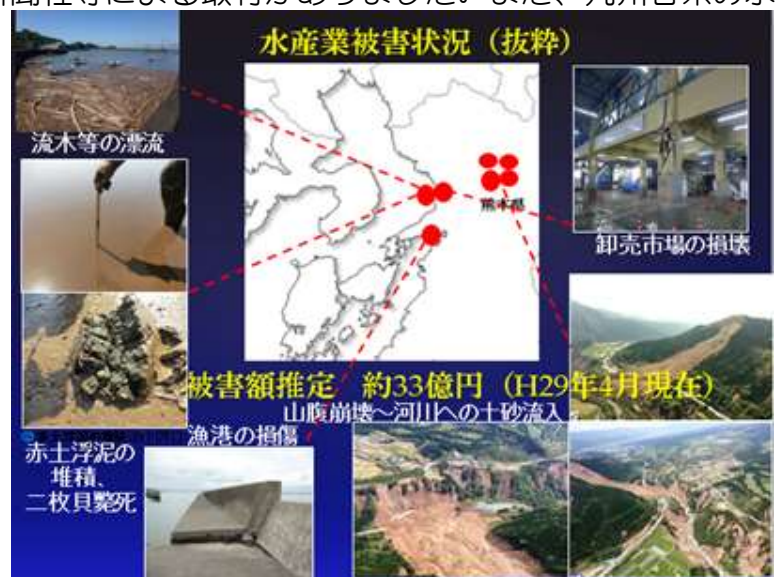 水産業被害状況(抜粋)
流木等の漂流
熊本県
卸売市場の損壊
被害額推定 約33億円(H29年4月現在)
山腹崩壊～河川への土砂流入
漁港の損傷
赤土浮泥の
堆積、
二枚貝斃死